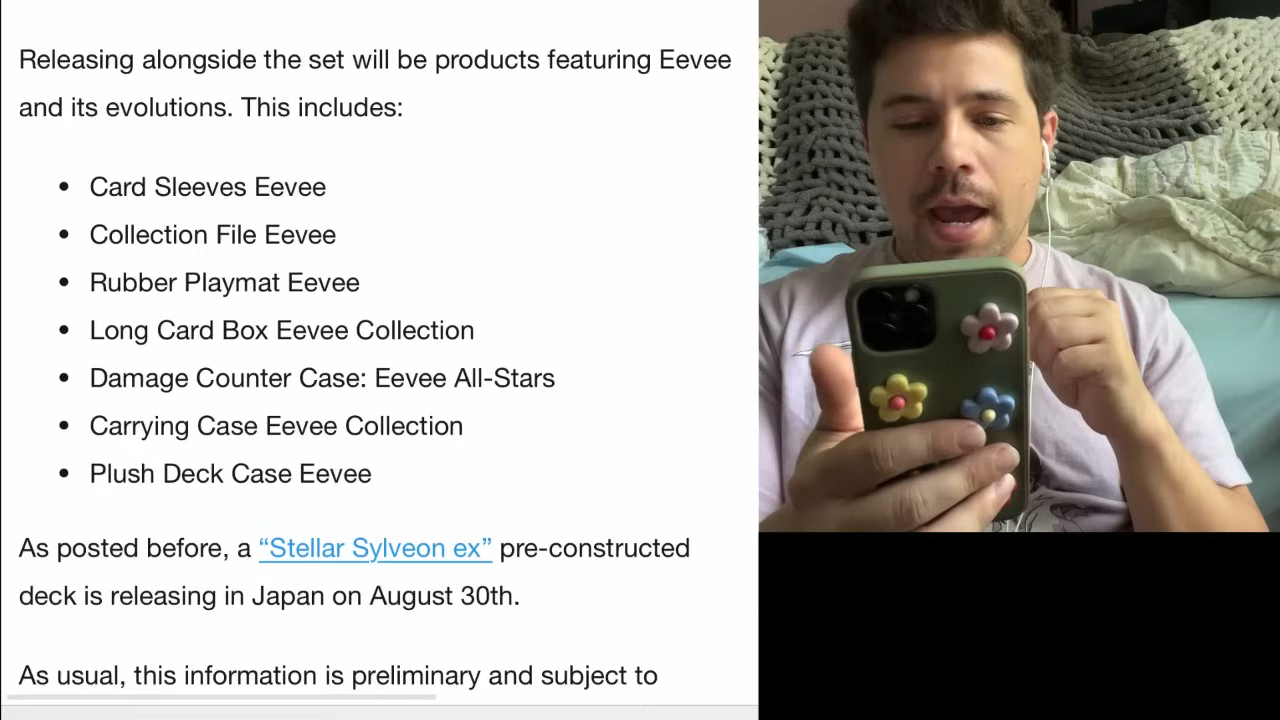 Releasing alongside the set will be products featuring Eevee
and its evolutions. This includes:
• Card Sleeves Eevee
• Collection File Eevee
• Rubber Playmat Eevee
• Long Card Box Eevee Collection
• Damage Counter Case: Eevee All-Stars
• Carrying Case Eevee Collection
• Plush Deck Case Eevee
As posted before, a “Stellar Sylveon ex” pre-constructed
deck is releasing in Japan on August 30th.
As usual, this information is preliminary and subject to